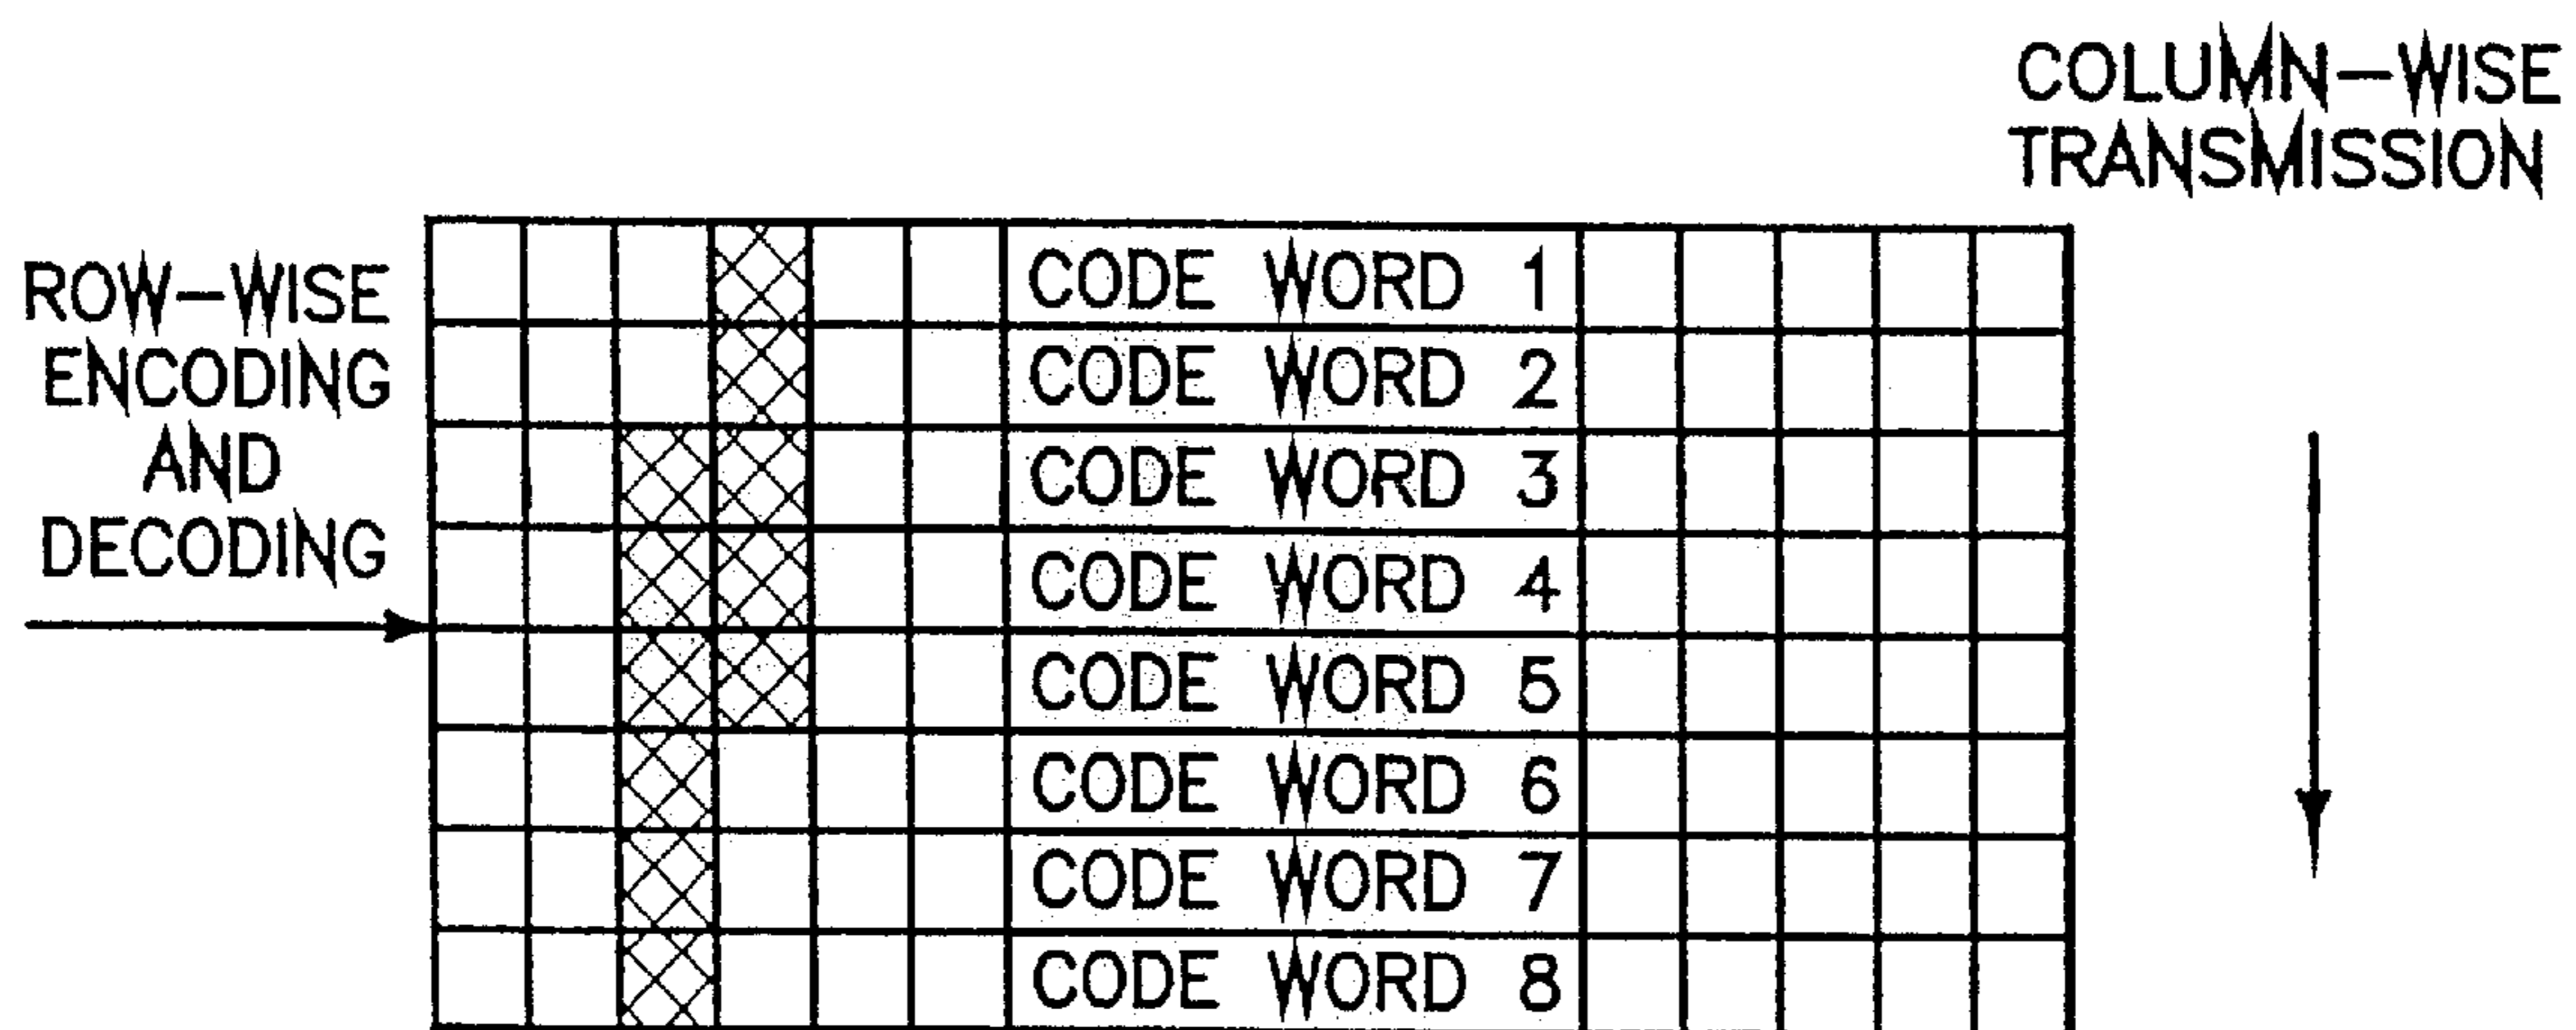 COLUMN-WISE
TRANSMISSION
ROW-WISE
ENCODING
AND
DECODING
CODE WORD 1
CODE WORD 2
CODE WORD 3
CODE WORD 4
CODE WORD 5
CODE WORD 6
CODE WORD 7
CODE WORD 8